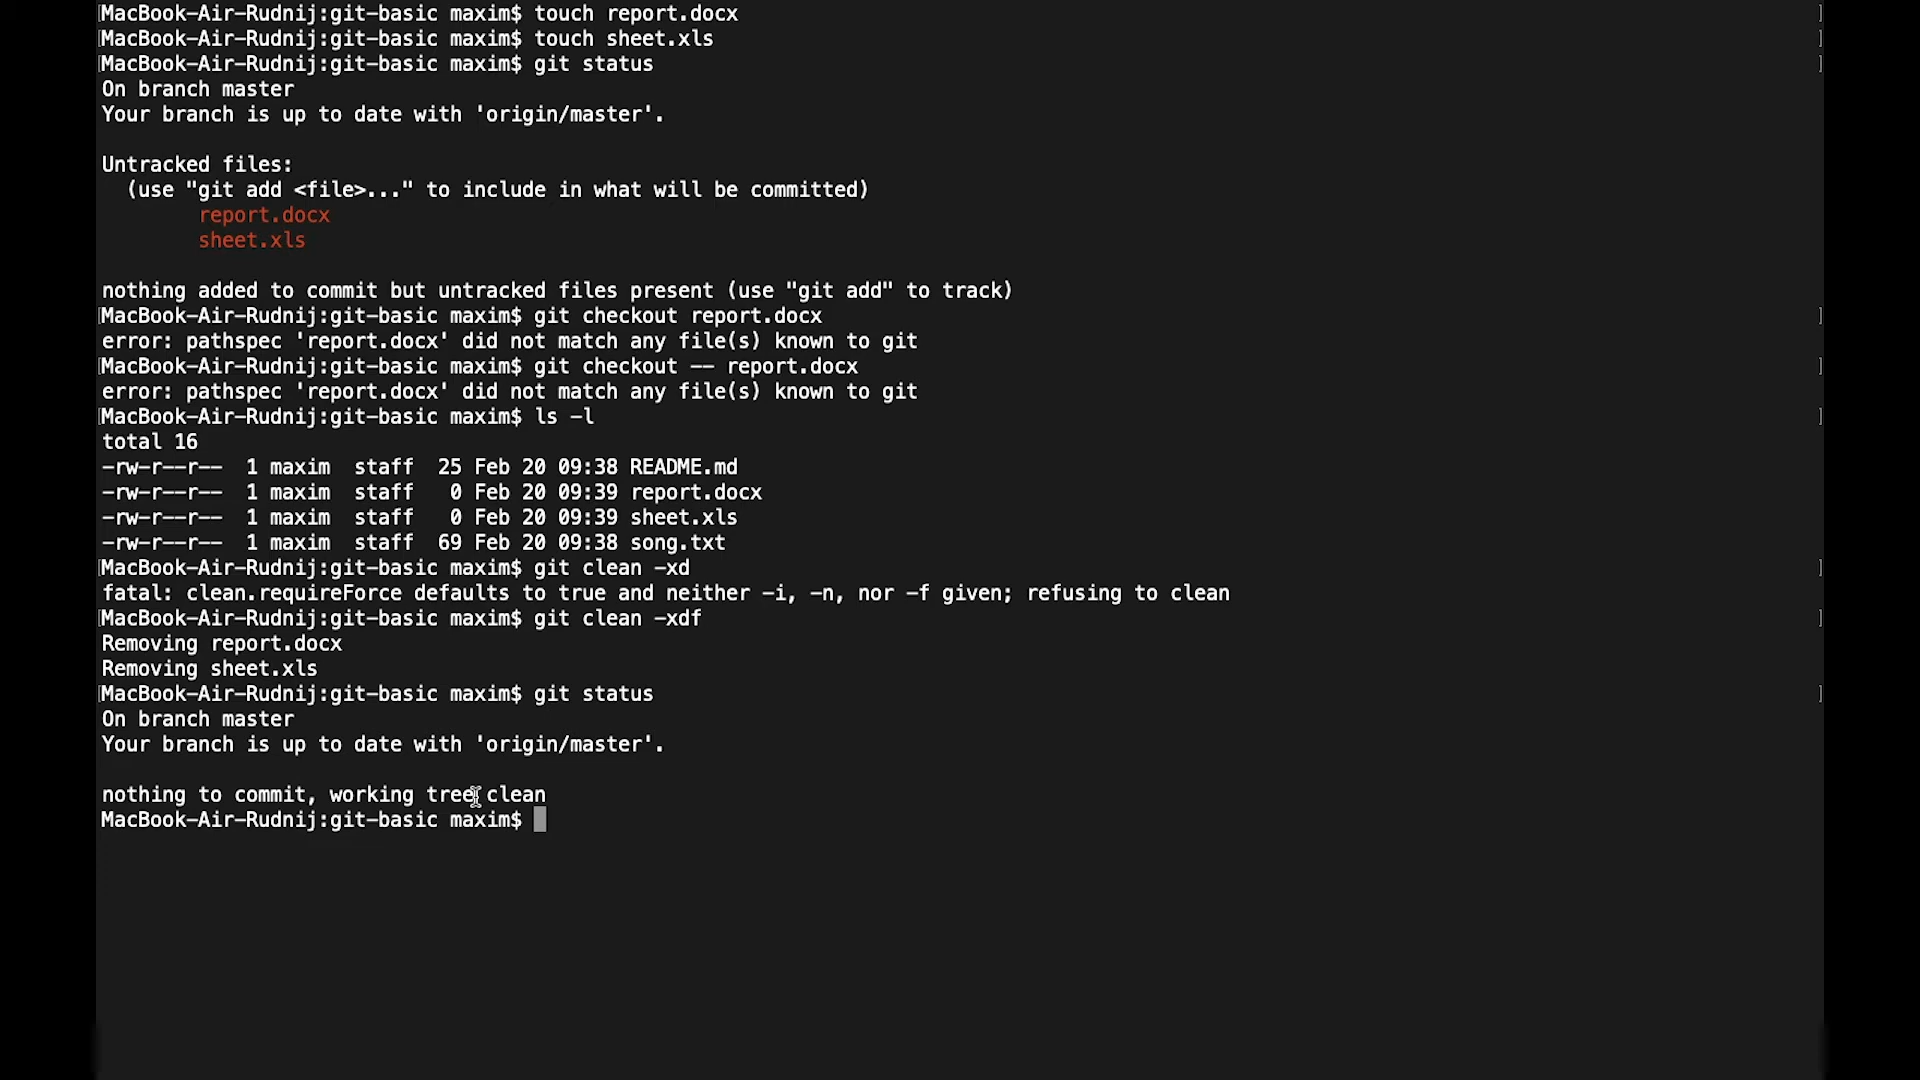 MacBook-Air-Rudnij:git-basic maxim$ touch report.docx
MacBook-Air-Rudnij:git-basic maxim$ touch sheet.xls
MacBook-Air-Rudnij:git-basic maxim$ git status
On branch master
Your branch is up to date with 'origin/master'.
Untracked files:
(use "git add <file>..." to include in what will be committed)
report.docx
sheet.xls
nothing added to commit but untracked files present (use "git add" to track)
MacBook-Air-Rudnij:git-basic maxim$ git checkout report.docx
error: pathspec 'report.docx' did not match any file(s) known to git
MacBook-Air-Rudnij:git-basic maxim$ git checkout -- report.docx
error: pathspec 'report.docx' did not match any file(s) known to git
MacBook-Air-Rudnij:git-basic maxim$ ls -l
total 16
-rw-r--r--  1 maxim  staff  25 Feb 20 09:38 README.md
-rw-r--r--  1 maxim  staff   0 Feb 20 09:39 report.docx
-rw-r--r--  1 maxim  staff   0 Feb 20 09:39 sheet.xls
-rw-r--r--  1 maxim  staff  69 Feb 20 09:38 song.txt
MacBook-Air-Rudnij:git-basic maxim$ git clean -xd
fatal: clean.requireForce defaults to true and neither -i, -n, nor -f given; refusing to clean
MacBook-Air-Rudnij:git-basic maxim$ git clean -xdf
Removing report.docx
Removing sheet.xls
MacBook-Air-Rudnij:git-basic maxim$ git status
On branch master
Your branch is up to date with 'origin/master'.
nothing to commit, working tree clean
MacBook-Air-Rudnij:git-basic maxim$